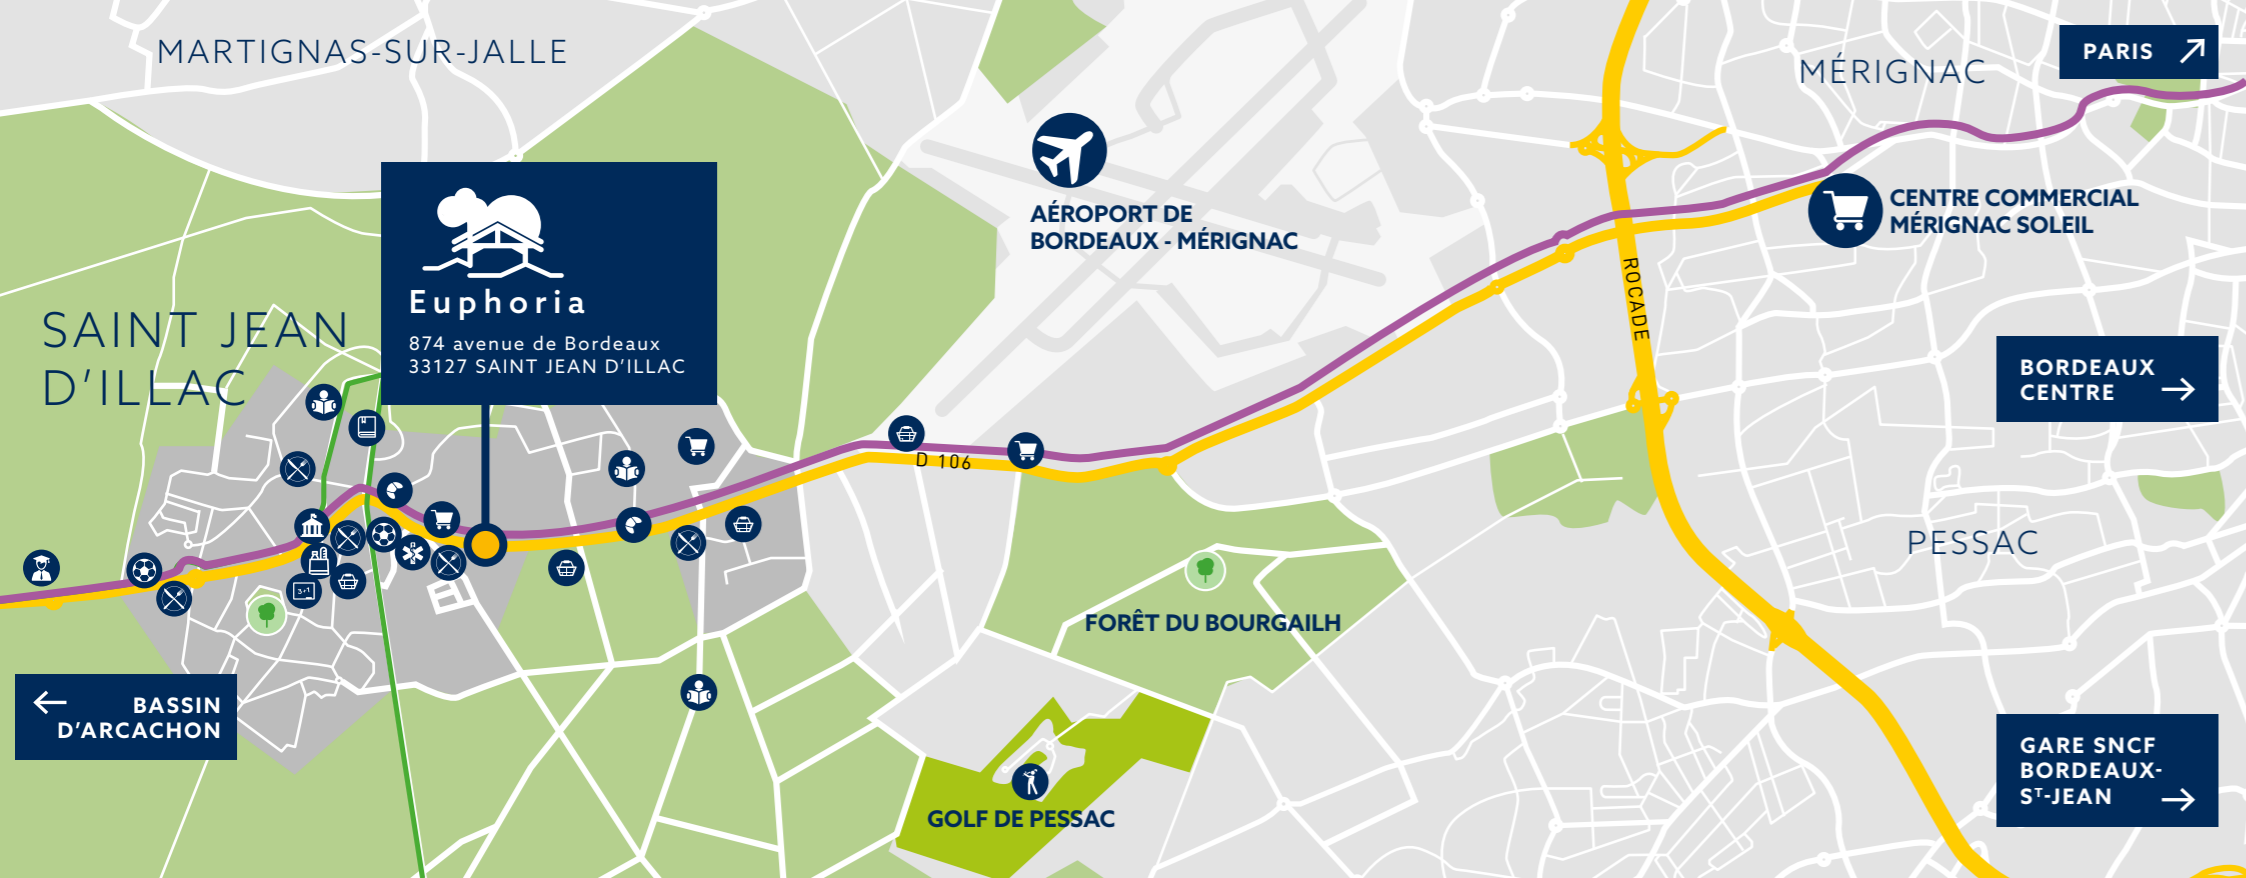 MARTIGNAS-SUR-JALLE
MÉRIGNAC
PARIS
AÉROPORT DE
BORDEAUX - MÉRIGNAC
CENTRE COMMERCIAL
MÉRIGNAC SOLEIL
SAINT JEAN
D'ILLAC
Euphoria
874 avenue de Bordeaux
33127 SAINT JEAN D'ILLAC
ROCADE
BORDEAUX
CENTRE
D 106
PESSAC
3+1
FORÊT DU BOURGAILH
BASSIN
D'ARCACHON
GOLF DE PESSAC
GARE SNCF
BORDEAUX-
Sᵀ-JEAN